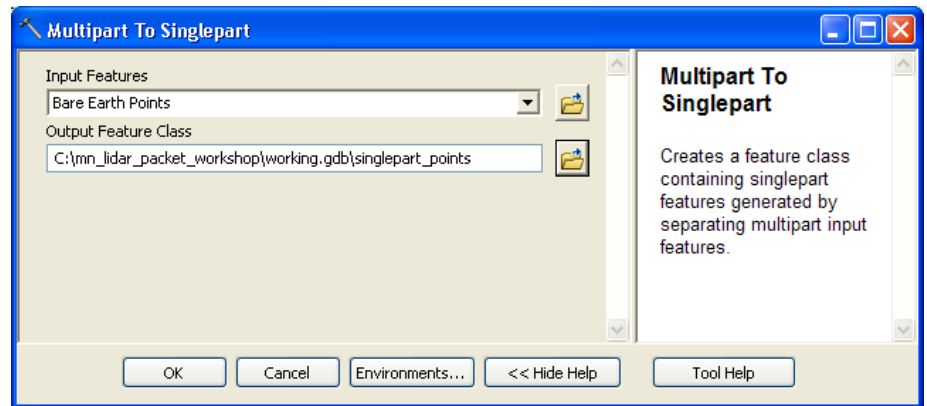 Multipart To Singlepart
Input Features
Bare Earth Points
Output Feature Class
C:\mn_lidar_packet_workshop\working.gdb\singlepart_points
Multipart To
Singlepart
Creates a feature class
containing singlepart
features generated by
separating multipart input
features.
OK
Cancel
Environments...
<< Hide Help
Tool Help